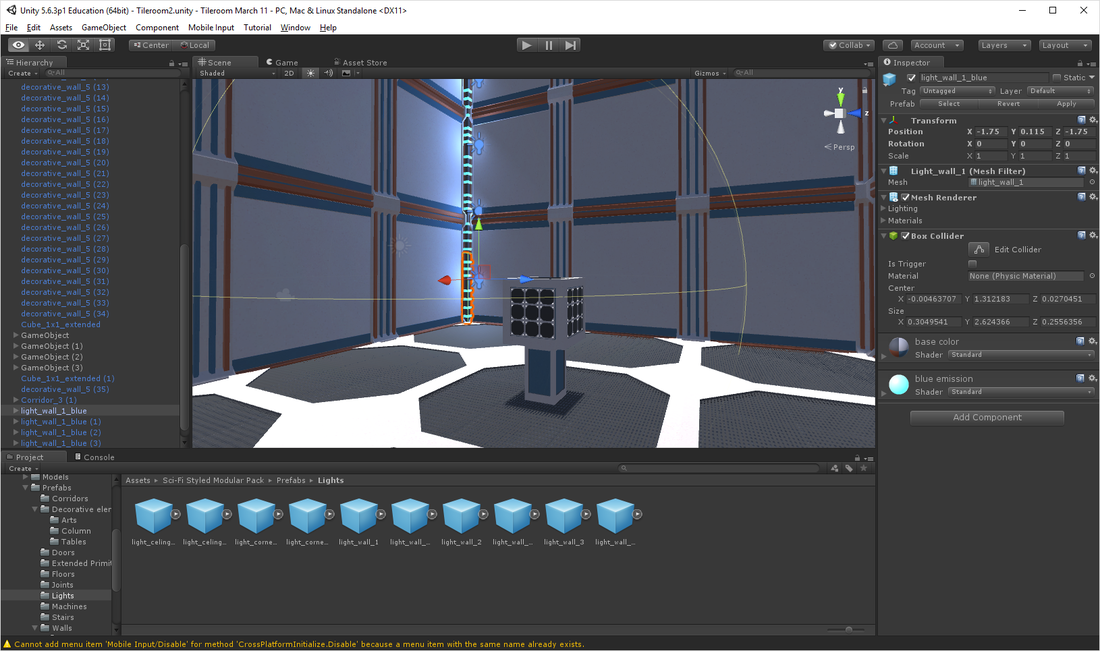 Unity 5.6.3p1 Education (64bit) - Tileroom2.unity - Tileroom March 11 - PC, Mac & Linux Standalone <DX11>
File Edit Assets GameObject Component Mobile Input Tutorial Window Help
Center Local Collab Account Layers Layout
Hierarchy
Create All
decorative_wall_5 (13)
decorative_wall_5 (14)
decorative_wall_5 (15)
decorative_wall_5 (16)
decorative_wall_5 (17)
decorative_wall_5 (18)
decorative_wall_5 (19)
decorative_wall_5 (20)
decorative_wall_5 (21)
decorative_wall_5 (22)
decorative_wall_5 (23)
decorative_wall_5 (24)
decorative_wall_5 (25)
decorative_wall_5 (26)
decorative_wall_5 (27)
decorative_wall_5 (28)
decorative_wall_5 (29)
decorative_wall_5 (30)
decorative_wall_5 (31)
decorative_wall_5 (32)
decorative_wall_5 (33)
decorative_wall_5 (34)
Cube_1x1_extended
GameObject
GameObject (1)
GameObject (2)
GameObject (3)
Cube_1x1_extended (1)
decorative_wall_5 (35)
Corridor_3 (1)
light_wall_1_blue
light_wall_1_blue (1)
light_wall_1_blue (2)
light_wall_1_blue (3)
Scene Game Asset Store
Shaded 2D Gizmos All
y
z
Persp
Inspector
light_wall_1_blue Static
Tag Untagged Layer Default
Prefab Select Revert Apply
Transform
Position X -1.75 Y 0.115 Z -1.75
Rotation X 0 Y 0 Z 0
Scale X 1 Y 1 Z 1
Light_wall_1 (Mesh Filter)
Mesh light_wall_1
Mesh Renderer
Lighting
Materials
Box Collider
Edit Collider
Is Trigger
Material None (Physic Material)
Center
X -0.00463707 Y 1.312183 Z 0.0270451
Size
X 0.3049541 Y 2.624366 Z 0.2556356
base color
Shader Standard
blue emission
Shader Standard
Add Component
Project Console
Create
Models
Prefabs
Corridors
Decorative elen
Arts
Column
Tables
Doors
Extended Primi
Floors
Joints
Lights
Machines
Stairs
Walls
Assets Sci-Fi Styled Modular Pack Prefabs Lights
light_celing... light_celing... light_corne... light_corne... light_wall_1 light_wall_... light_wall_2 light_wall_... light_wall_3 light_wall_...
Cannot add menu item 'Mobile Input/Disable' for method 'CrossPlatformInitialize.Disable' because a menu item with the same name already exists.